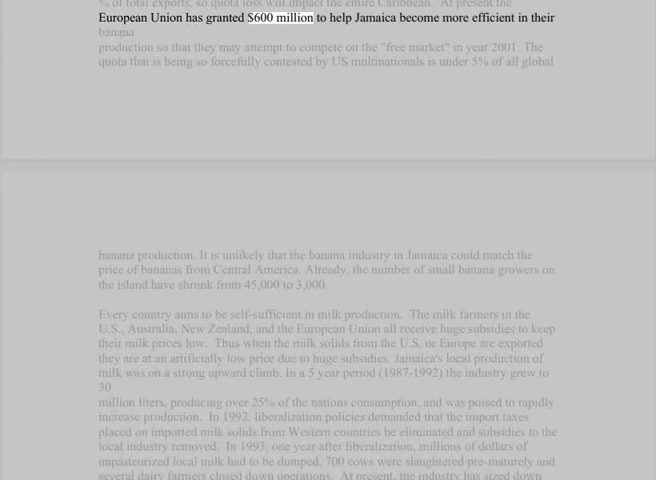 % of total exports, so quota loss will impact the entire Caribbean.  At present the
European Union has granted $600 million to help Jamaica become more efficient in their
banana
production so that they may attempt to compete on the "free market" in year 2001. The
quota that is being so forcefully contested by US multinationals is under 5% of all global
banana production. It is unlikely that the banana industry in Jamaica could match the
price of bananas from Central America. Already, the number of small banana growers on
the island have shrunk from 45,000 to 3,000.
Every country aims to be self-sufficient in milk production.  The milk farmers in the
U.S., Australia, New Zealand, and the European Union all receive huge subsidies to keep
their milk prices low.  Thus when the milk solids from the U.S. or Europe are exported
they are at an artificially low price due to huge subsidies. Jamaica's local production of
milk was on a strong upward climb. In a 5 year period (1987-1992) the industry grew to
30
million liters, producing over 25% of the nations consumption, and was poised to rapidly
increase production.  In 1992, liberalization policies demanded that the import taxes
placed on imported milk solids from Western countries be eliminated and subsidies to the
local industry removed.  In 1993, one year after liberalization, millions of dollars of
unpasteurized local milk had to be dumped, 700 cows were slaughtered pre-maturely and
several dairy farmers closed down operations.  At present, the industry has sized down